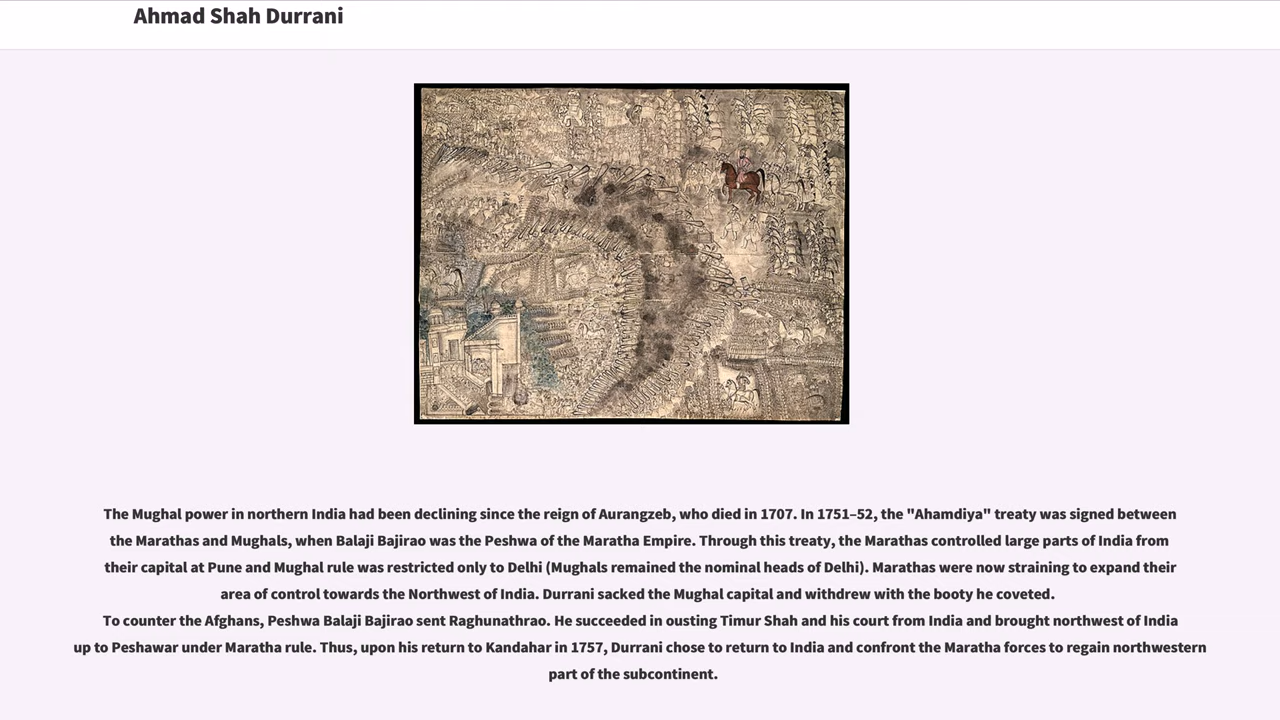 Ahmad Shah Durrani
The Mughal power in northern India had been declining since the reign of Aurangzeb, who died in 1707. In 1751–52, the "Ahamdiya" treaty was signed between
the Marathas and Mughals, when Balaji Bajirao was the Peshwa of the Maratha Empire. Through this treaty, the Marathas controlled large parts of India from
their capital at Pune and Mughal rule was restricted only to Delhi (Mughals remained the nominal heads of Delhi). Marathas were now straining to expand their
area of control towards the Northwest of India. Durrani sacked the Mughal capital and withdrew with the booty he coveted.
To counter the Afghans, Peshwa Balaji Bajirao sent Raghunathrao. He succeeded in ousting Timur Shah and his court from India and brought northwest of India
up to Peshawar under Maratha rule. Thus, upon his return to Kandahar in 1757, Durrani chose to return to India and confront the Maratha forces to regain northwestern
part of the subcontinent.